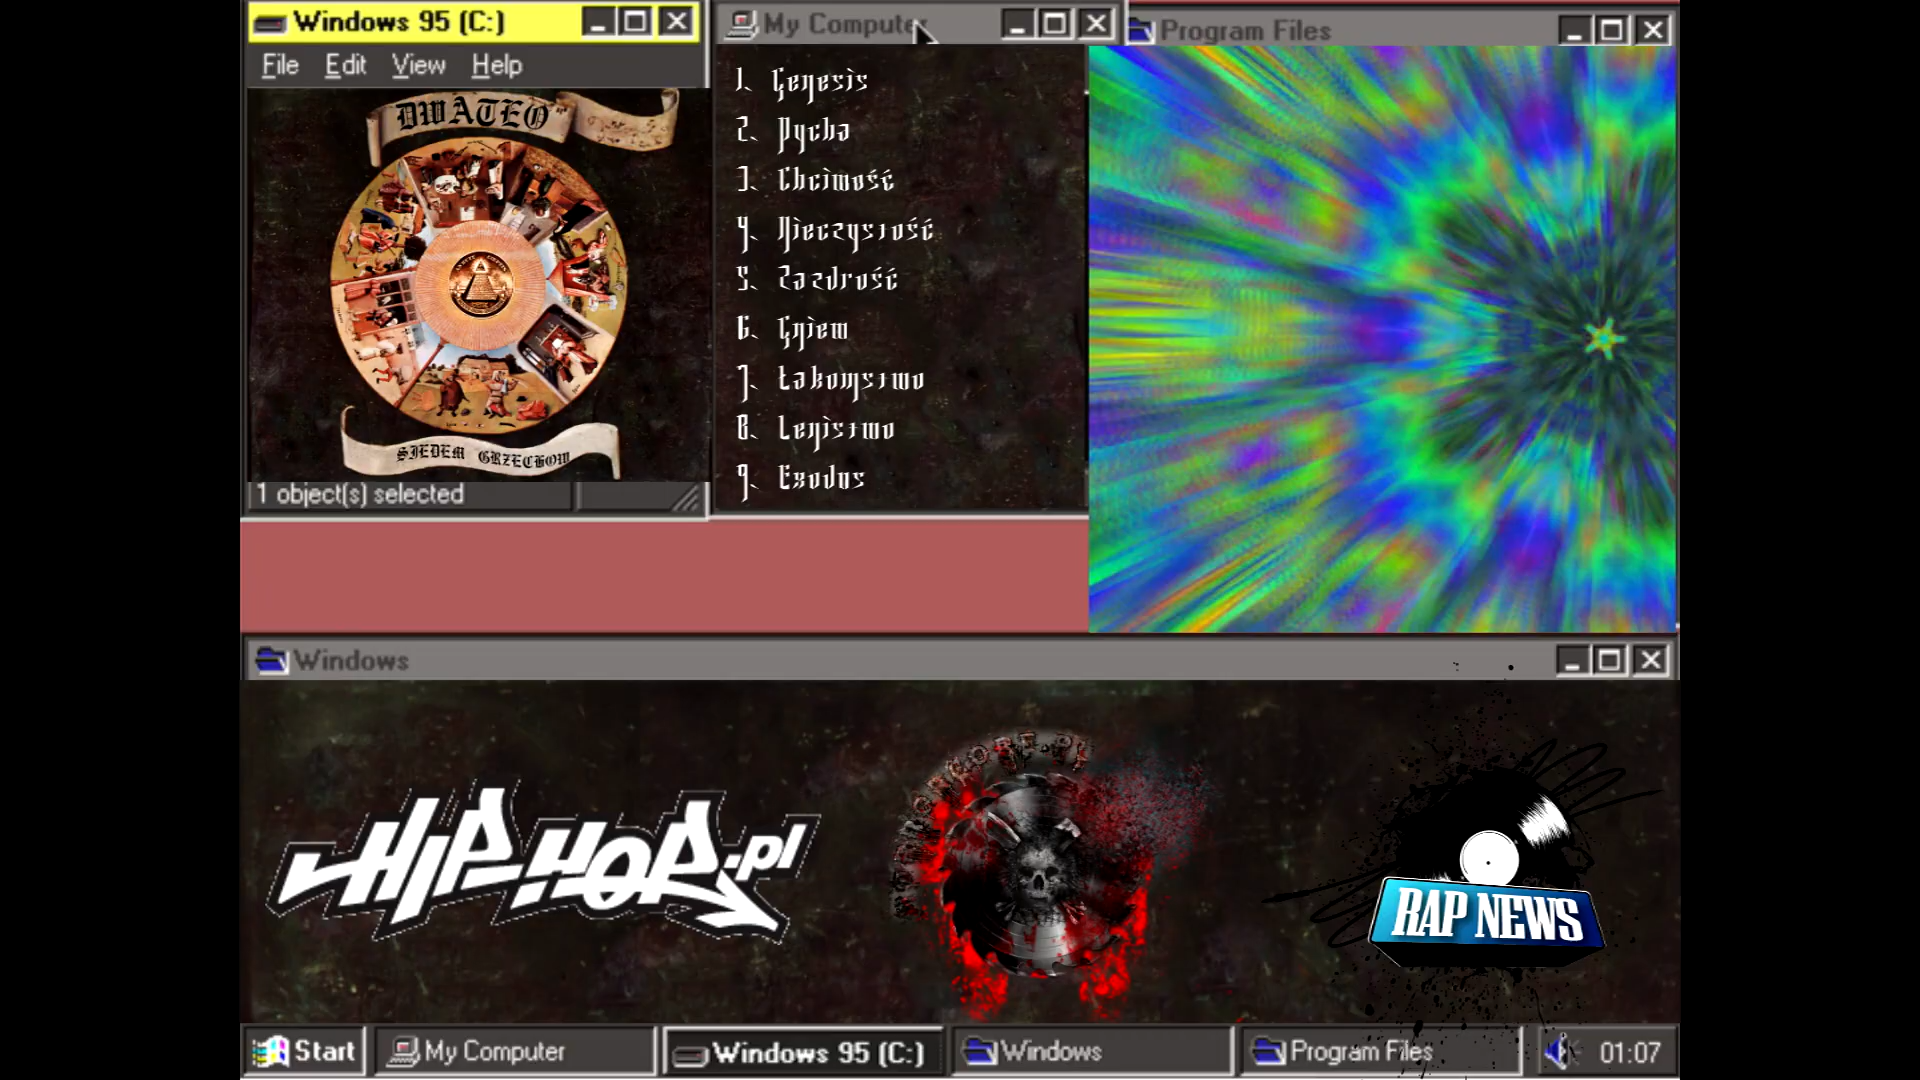 Windows 95 (C:)
My Computer
Program Files
File Edit View Help
DWATEO
SIEDEM GRZECHOW
1 object(s) selected
1. Genesis
2. Pycha
3. Chciwość
4. Nieczystość
5. Zazdrość
6. Gniew
7. Łakomstwo
8. Lenistwo
9. Exodus
Windows
HIP-HOP.pl
RAP NEWS
Start
My Computer
Windows 95 (C:)
Windows
Program Files
01:07